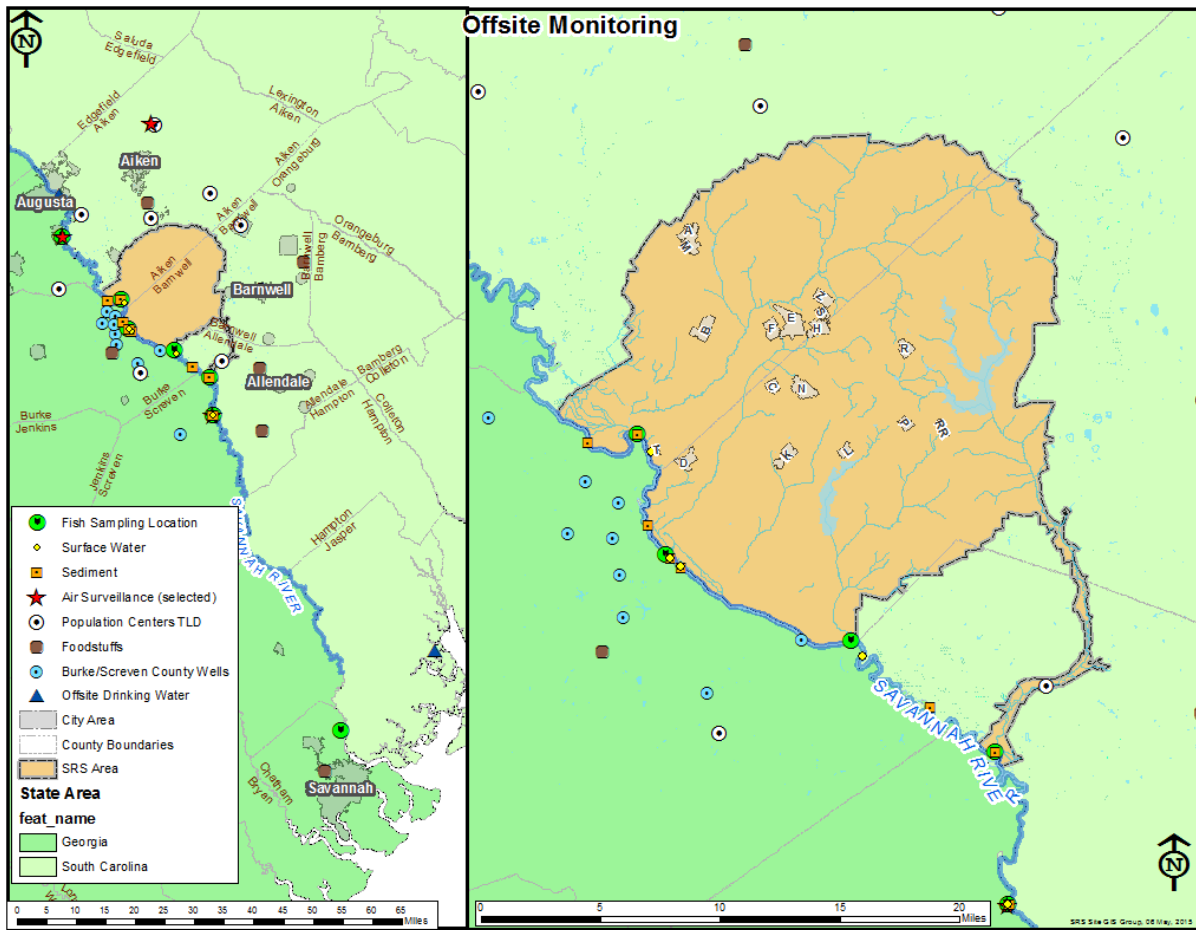 Offsite Monitoring
N
Saluda
Edgefield
Edgefield
Aiken
Lexington
Aiken
Aiken
Orangeburg
Aiken
Augusta
Aiken
Barnwell
Orangeburg
Bamberg
Barnwell
Bamberg
Aiken
Barnwell
Barnwell
Barnwell
Allendale
Bamberg
Colleton
Allendale
Allendale
Hampton
Colleton
Hampton
Burke
Screven
Burke
Jenkins
Jenkins
Screven
Hampton
Jasper
SAVANNAH RIVER
Chatham
Bryan
Savannah
Fish Sampling Location
Surface Water
Sediment
Air Surveillance (selected)
Population Centers TLD
Foodstuffs
Burke/Screven County Wells
Offsite Drinking Water
City Area
County Boundaries
SRS Area
State Area
feat_name
Georgia
South Carolina
0 5 10 15 20 25 30 35 40 45 50 55 60 65
Miles
A
M
Z
S
E
F
H
B
R
C
N
P
RR
T
D
K
L
SAVANNAH RIVER
N
0 5 10 15 20
Miles
SRS Site GIS Group, 06 May, 2015